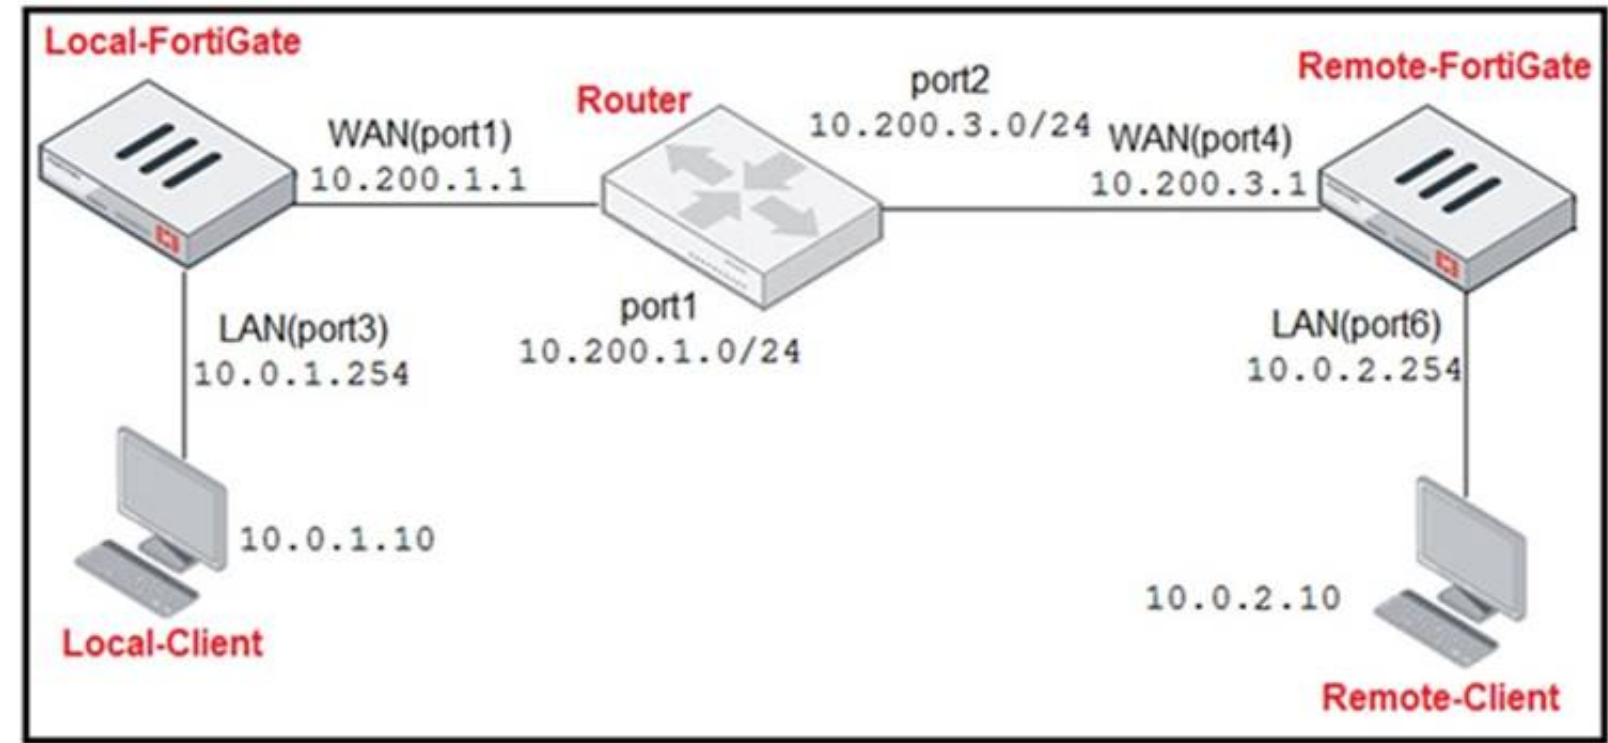 Local-FortiGate
WAN(port1)
10.200.1.1
LAN(port3)
10.0.1.254
10.0.1.10
Local-Client
Router
port1
10.200.1.0/24
port2
10.200.3.0/24
Remote-FortiGate
WAN(port4)
10.200.3.1
LAN(port6)
10.0.2.254
10.0.2.10
Remote-Client